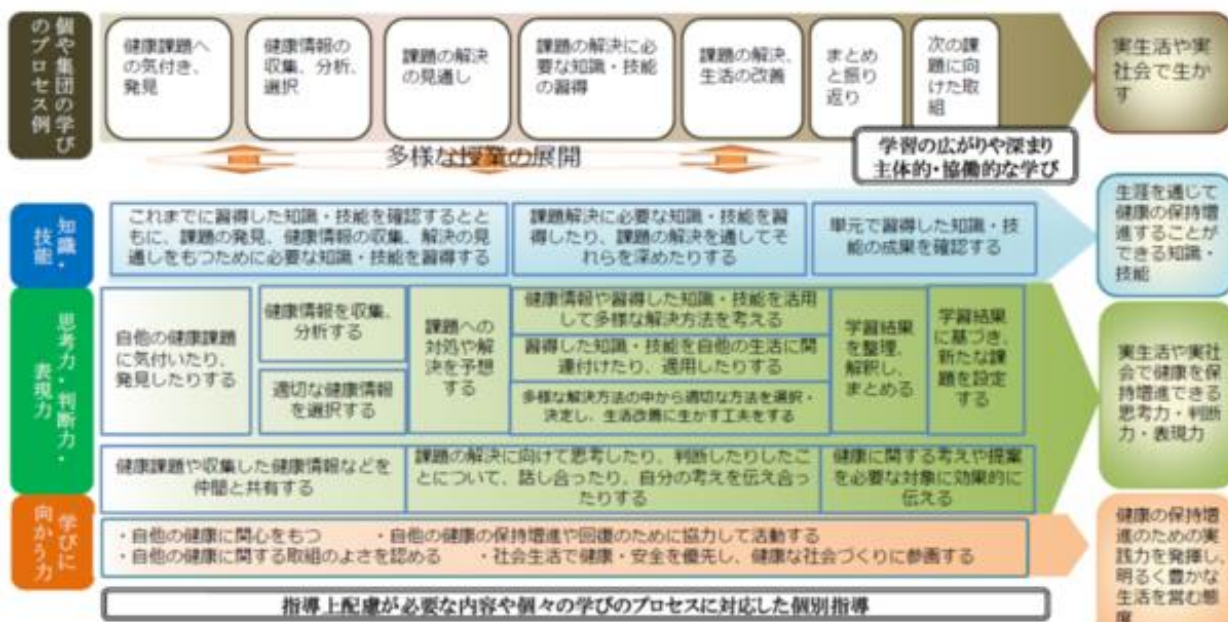 個や集団の学び
のプロセス例
健康課題へ
の気付き、
発見
健康情報の
収集、分析、
選択
課題の解決
の見通し
課題の解決に必
要な知識・技能
の習得
課題の解決、
生活の改善
まとめ
と振り
返り
次の課
題に向
けた取
組
実生活や実
社会で生か
す
多様な授業の展開
学習の広がりや深まり
主体的・協働的な学び
知識・
技能
これまでに習得した知識・技能を確認するとと
もに、課題の発見、健康情報の収集、解決の見
通しをもつために必要な知識・技能を習得する
課題解決に必要な知識・技能を習
得したり、課題の解決を通してそ
れらを深めたりする
単元で習得した知識・技
能の成果を確認する
生涯を通じて
健康の保持増
進することが
できる知識・
技能
思考力・判断力・
表現力
自他の健康課題
に気付いたり、
発見したりする
健康情報を収集、
分析する
適切な健康情報
を選択する
課題への
対処や解
決を予想
する
健康情報や習得した知識・技能を活用
して多様な解決方法を考える
習得した知識・技能を自他の生活に関
連付けたり、適用したりする
多様な解決方法の中から適切な方法を選択・
決定し、生活改善に生かす工夫をする
学習結果
を整理、
解釈し、
まとめる
学習結果
に基づき、
新たな課
題を設定
する
実生活や実社
会で健康を保
持増進できる
思考力・判断
力・表現力
健康課題や収集した健康情報などを
仲間と共有する
課題の解決に向けて思考したり、判断したりしたこ
とについて、話し合ったり、自分の考えを伝え合っ
たりする
健康に関する考えや提案
を必要な対象に効果的に
伝える
学びに
向かう力
・自他の健康に関心をもつ ・自他の健康の保持増進や回復のために協力して活動する
・自他の健康に関する取組のよさを認める ・社会生活で健康・安全を優先し、健康な社会づくりに参画する
健康の保持増
進のための実
践力を発揮し、
明るく豊かな
生活を営む態
度
指導上配慮が必要な内容や個々の学びのプロセスに対応した個別指導